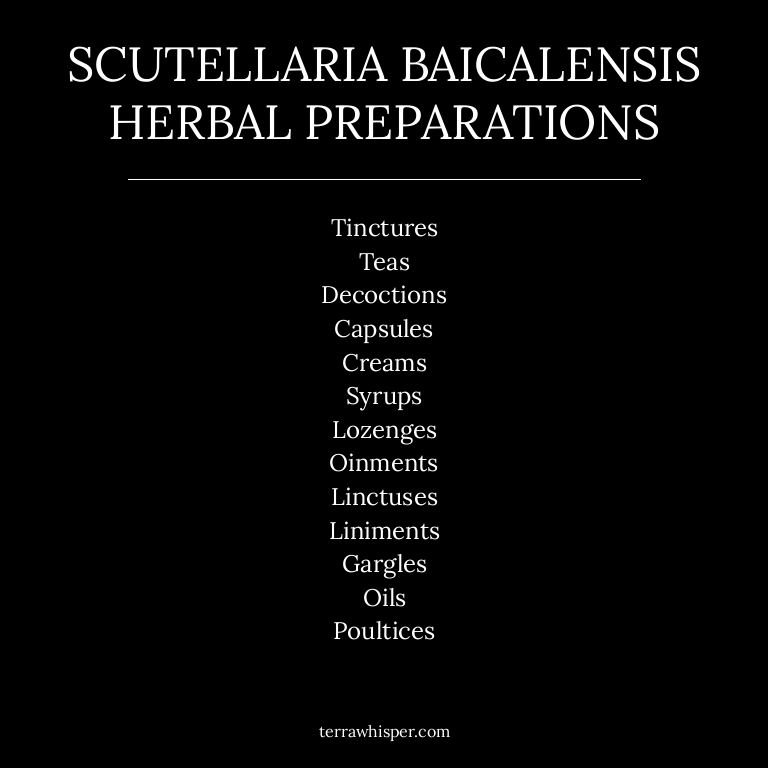 SCUTELLARIA BAICALENSIS
HERBAL PREPARATIONS
Tinctures
Teas
Decoctions
Capsules
Creams
Syrups
Lozenges
Oinments
Linctuses
Liniments
Gargles
Oils
Poultices
terrawhisper.com